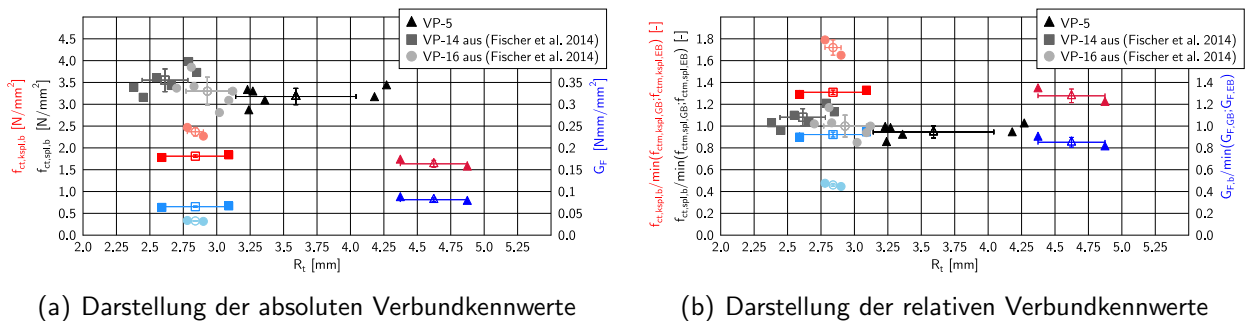 VP-5
VP-14 aus (Fischer et al. 2014)
VP-16 aus (Fischer et al. 2014)
f_ct,kspl,b [N/mm²]
f_ct,spl,b [N/mm²]
4.5
4.0
3.5
3.0
2.5
2.0
1.5
1.0
0.5
0.0
0.35
0.3
0.25
0.2
0.15
0.1
0.05
0.0
G_F [Nmm/mm²]
2.0 2.25 2.5 2.75 3.0 3.25 3.5 3.75 4.0 4.25 4.5 4.75 5.0
R_t [mm]
(a) Darstellung der absoluten Verbundkennwerte
VP-5
VP-14 aus (Fischer et al. 2014)
VP-16 aus (Fischer et al. 2014)
f_ct,kspl,b/min(f_ctm,kspl,GB;f_ctm,kspl,EB) [-]
f_ct,spl,b/min(f_ctm,spl,GB;f_ctm,spl,EB) [-]
1.8
1.6
1.4
1.2
1.0
0.8
0.6
0.4
0.2
0.0
1.4
1.2
1.0
0.8
0.6
0.4
0.2
0.0
G_F,b/min(G_F,GB;G_F,EB) [-]
2.0 2.25 2.5 2.75 3.0 3.25 3.5 3.75 4.0 4.25 4.5 4.75 5.0
R_t [mm]
(b) Darstellung der relativen Verbundkennwerte